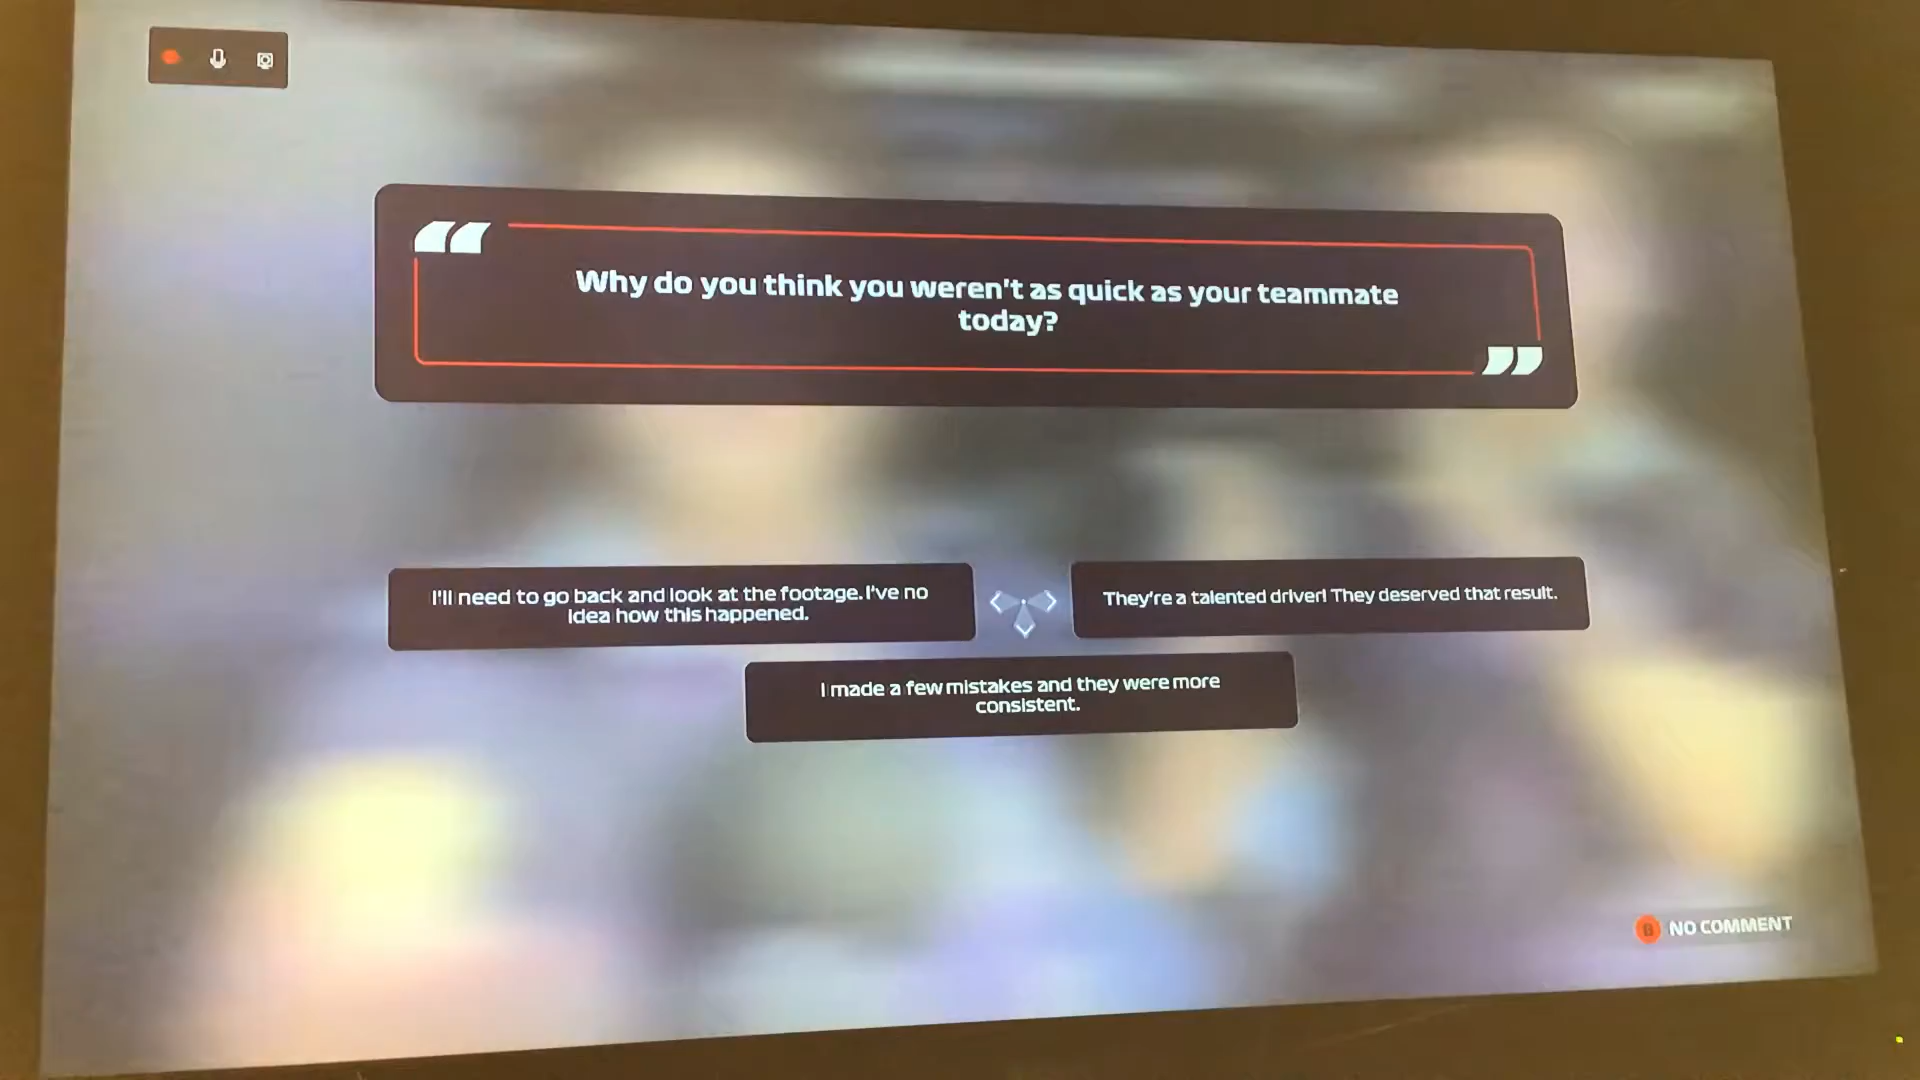 Why do you think you weren't as quick as your teammate
today?
I'll need to go back and look at the footage. I've no
idea how this happened.
They're a talented driver! They deserved that result.
I made a few mistakes and they were more
consistent.
B NO COMMENT